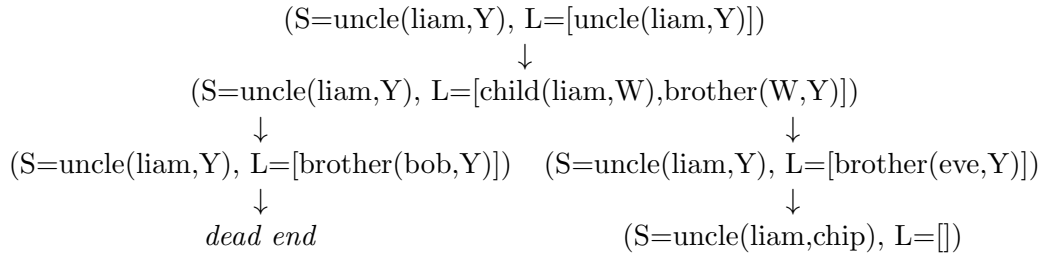 (S=uncle(liam,Y), L=[uncle(liam,Y)])
↓
(S=uncle(liam,Y), L=[child(liam,W),brother(W,Y)])
↓ ↓
(S=uncle(liam,Y), L=[brother(bob,Y)]) (S=uncle(liam,Y), L=[brother(eve,Y)])
↓ ↓
dead end (S=uncle(liam,chip), L=[])